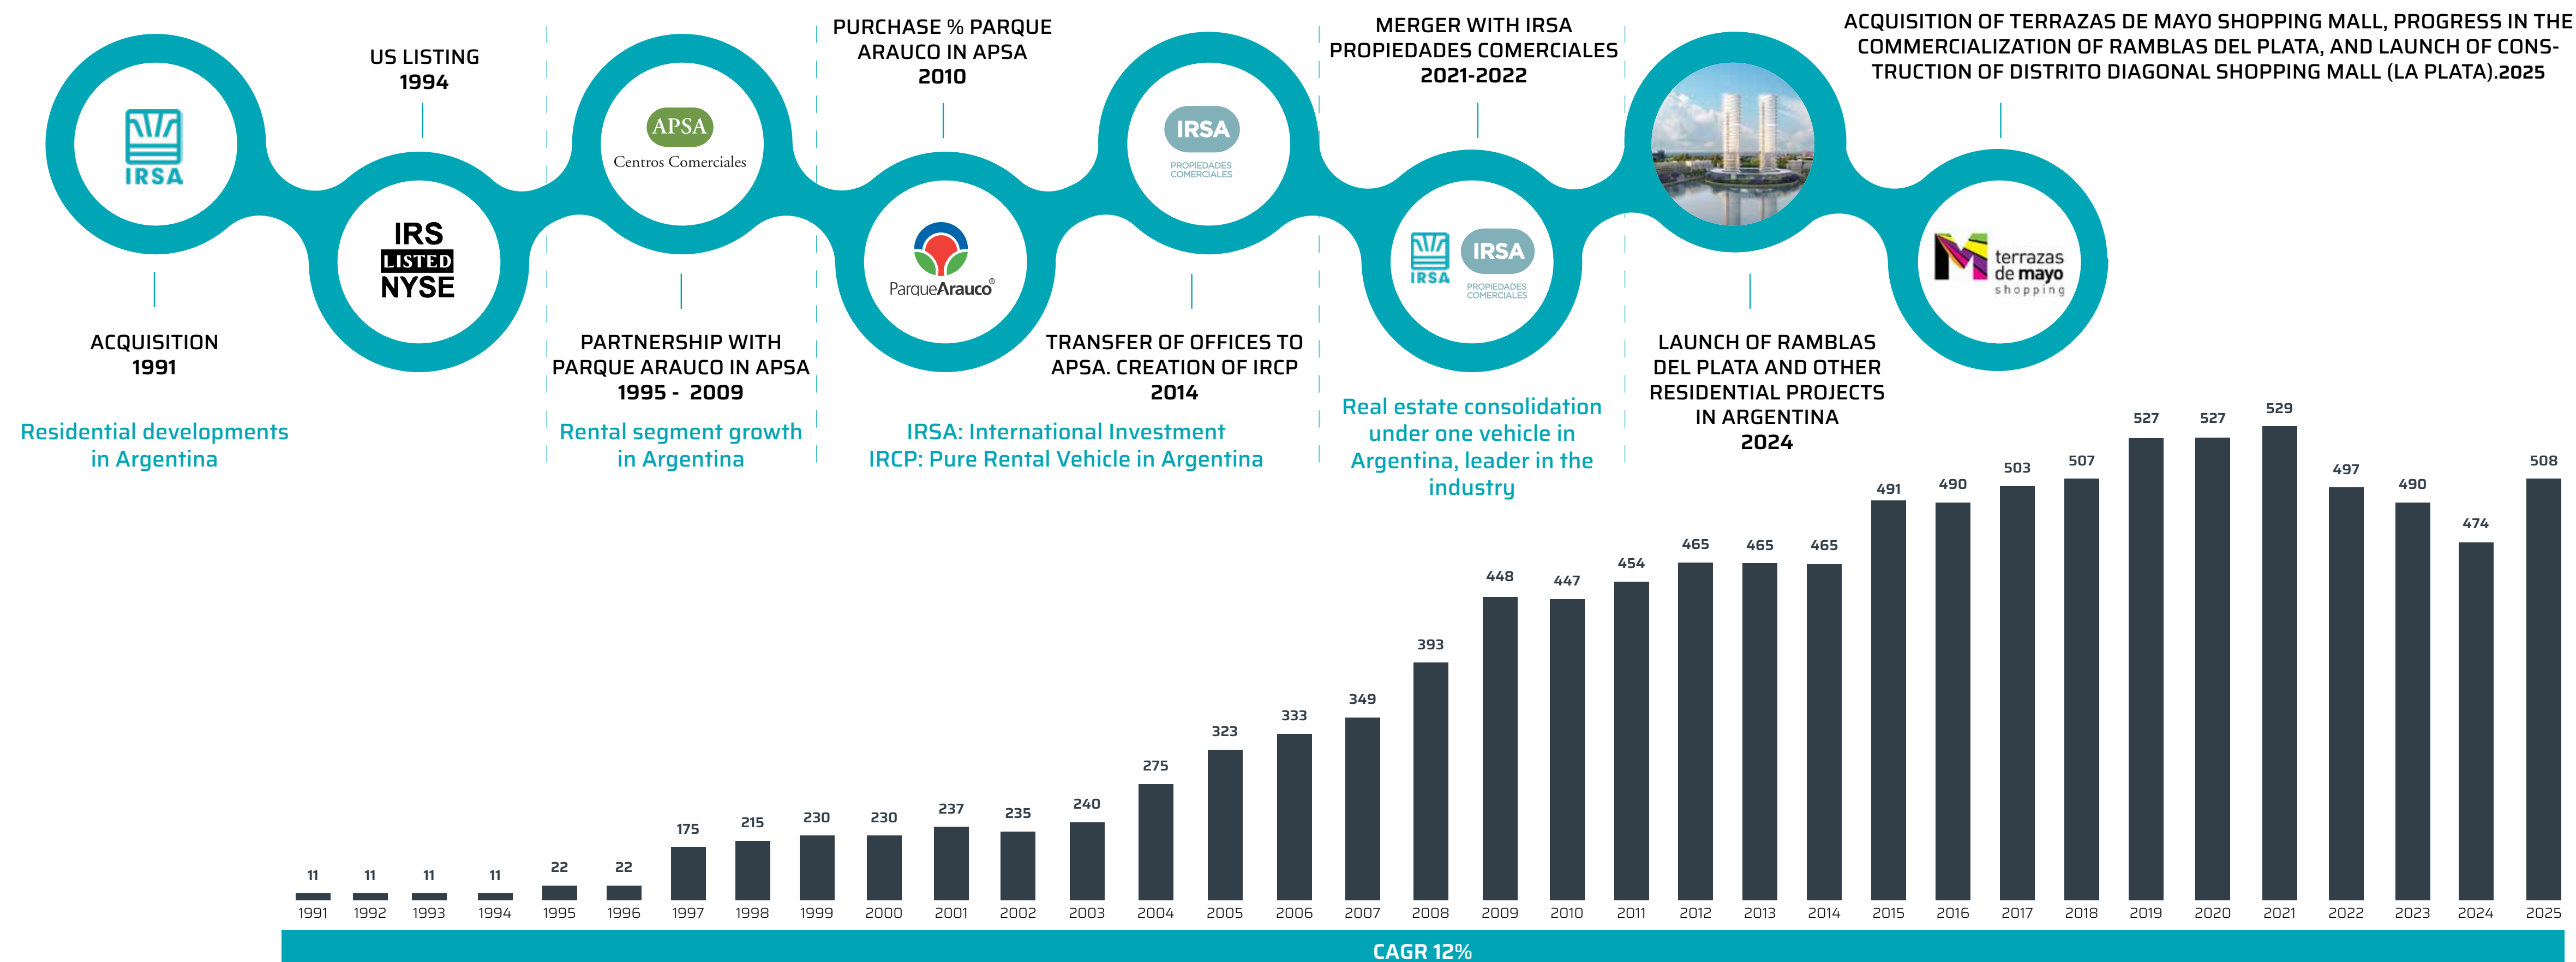 IRSA
ACQUISITION
1991
Residential developments
in Argentina
US LISTING
1994
IRS
LISTED
NYSE
APSA
Centros Comerciales
PARTNERSHIP WITH
PARQUE ARAUCO IN APSA
1995 - 2009
Rental segment growth
in Argentina
PURCHASE % PARQUE
ARAUCO IN APSA
2010
ParqueArauco®
IRSA
PROPIEDADES
COMERCIALES
TRANSFER OF OFFICES TO
APSA. CREATION OF IRCP
2014
IRSA: International Investment
IRCP: Pure Rental Vehicle in Argentina
MERGER WITH IRSA
PROPIEDADES COMERCIALES
2021-2022
IRSA
IRSA
PROPIEDADES
COMERCIALES
Real estate consolidation
under one vehicle in
Argentina, leader in the
industry
LAUNCH OF RAMBLAS
DEL PLATA AND OTHER
RESIDENTIAL PROJECTS
IN ARGENTINA
2024
ACQUISITION OF TERRAZAS DE MAYO SHOPPING MALL, PROGRESS IN THE
COMMERCIALIZATION OF RAMBLAS DEL PLATA, AND LAUNCH OF CONS-
TRUCTION OF DISTRITO DIAGONAL SHOPPING MALL (LA PLATA).2025
M
terrazas
de mayo
shopping
11 11 11 11 22 22 175 215 230 230 237 235 240 275 323 333 349 393 448 447 454 465 465 465 491 490 503 507 527 527 529 497 490 474 508
1991 1992 1993 1994 1995 1996 1997 1998 1999 2000 2001 2002 2003 2004 2005 2006 2007 2008 2009 2010 2011 2012 2013 2014 2015 2016 2017 2018 2019 2020 2021 2022 2023 2024 2025
CAGR 12%